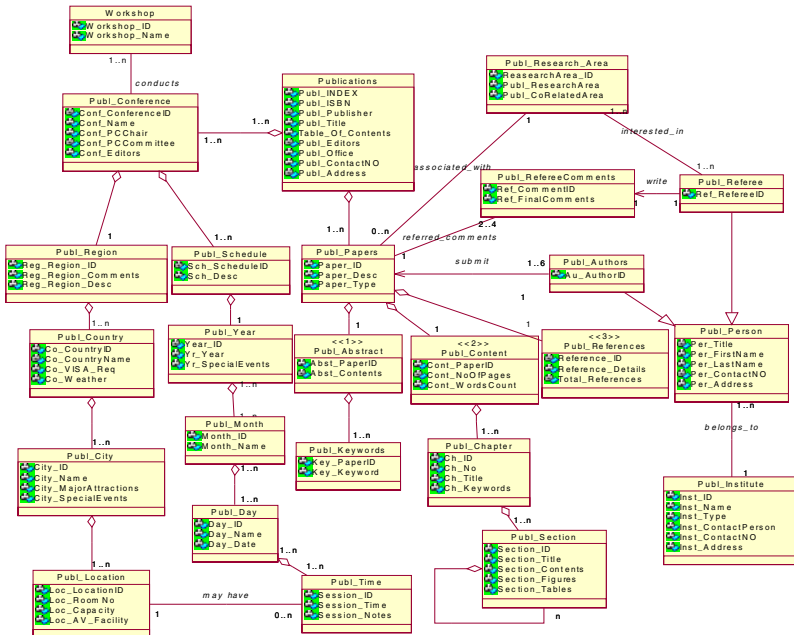 Workshop
Workshop_ID
Workshop_Name
1..n
conducts
Publ_Conference
Conf_ConferenceID
Conf_Name
Conf_PCChair
Conf_PCCommittee
Conf_Editors
1..n
1..n
Publications
Publ_INDEX
Publ_ISBN
Publ_Publisher
Publ_Title
Table_Of_Contents
Publ_Editors
Publ_Office
Publ_ContactNO
Publ_Address
Publ_Research_Area
ReasearchArea_ID
Publ_ResearchArea
Publ_CoRelatedArea
1
1..n
interested_in
1..n
associated_with
Publ_RefereeComments
Ref_CommentID
Ref_FinalComments
write
1
1
Publ_Referee
Ref_RefereeID
2..4
referred_comments
1
1
1..n
1..n
0..n
Publ_Region
Reg_Region_ID
Reg_Region_Comments
Reg_Region_Desc
Publ_Schedule
Sch_ScheduleID
Sch_Desc
Publ_Papers
Paper_ID
Paper_Desc
Paper_Type
submit
1..6
Publ_Authors
Au_AuthorID
1..n
1
1
1
1
1
Publ_Country
Co_CountryID
Co_CountryName
Co_VISA_Req
Co_Weather
Publ_Year
Year_ID
Yr_Year
Yr_SpecialEvents
<<1>>
Publ_Abstract
Abst_PaperID
Abst_Contents
<<2>>
Publ_Content
Cont_PaperID
Cont_NoOfPages
Cont_WordsCount
<<3>>
Publ_References
Reference_ID
Reference_Details
Total_References
Publ_Person
Per_Title
Per_FirstName
Per_LastName
Per_ContactNO
Per_Address
1..n
belongs_to
1
1..n
1..n
Publ_Month
Month_ID
Month_Name
1..n
1..n
1..n
Publ_City
City_ID
City_Name
City_MajorAttractions
City_SpecialEvents
Publ_Keywords
Key_PaperID
Key_Keyword
Publ_Chapter
Ch_ID
Ch_No
Ch_Title
Ch_Keywords
Publ_Institute
Inst_ID
Inst_Name
Inst_Type
Inst_ContactPerson
Inst_ContactNO
Inst_Address
1..n
Publ_Day
Day_ID
Day_Name
Day_Date
1..n
1..n
1..n
Publ_Section
Section_ID
Section_Title
Section_Contents
Section_Figures
Section_Tables
n
1..n
Publ_Location
Loc_LocationID
Loc_RoomNo
Loc_Capacity
Loc_AV_Facility
1
may have
0..n
Publ_Time
Session_ID
Session_Time
Session_Notes